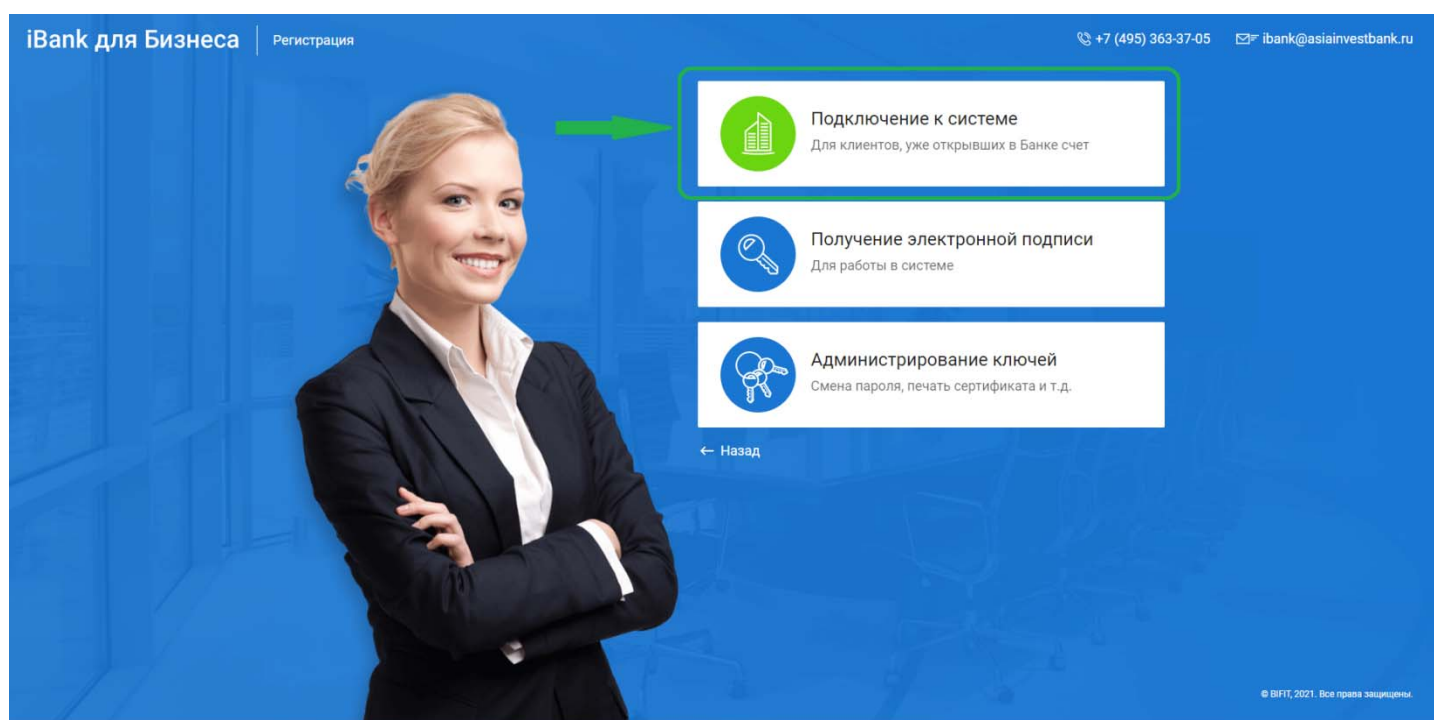 iBank для Бизнеса
Регистрация
+7 (495) 363-37-05
ibank@asiainvestbank.ru
Подключение к системе
Для клиентов, уже открывших в Банке счет
Получение электронной подписи
Для работы в системе
Администрирование ключей
Смена пароля, печать сертификата и т.д.
← Назад
© BIFIT, 2021. Все права защищены.